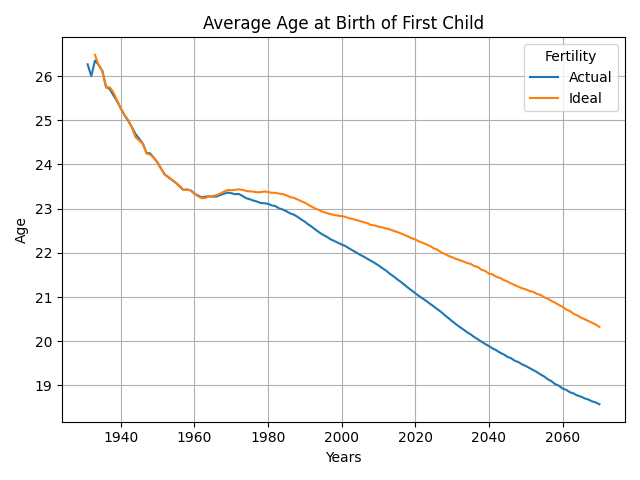 Average Age at Birth of First Child
Fertility
Actual
Ideal
26
25
24
23
22
21
20
19
Age
1940
1960
1980
2000
2020
2040
2060
Years